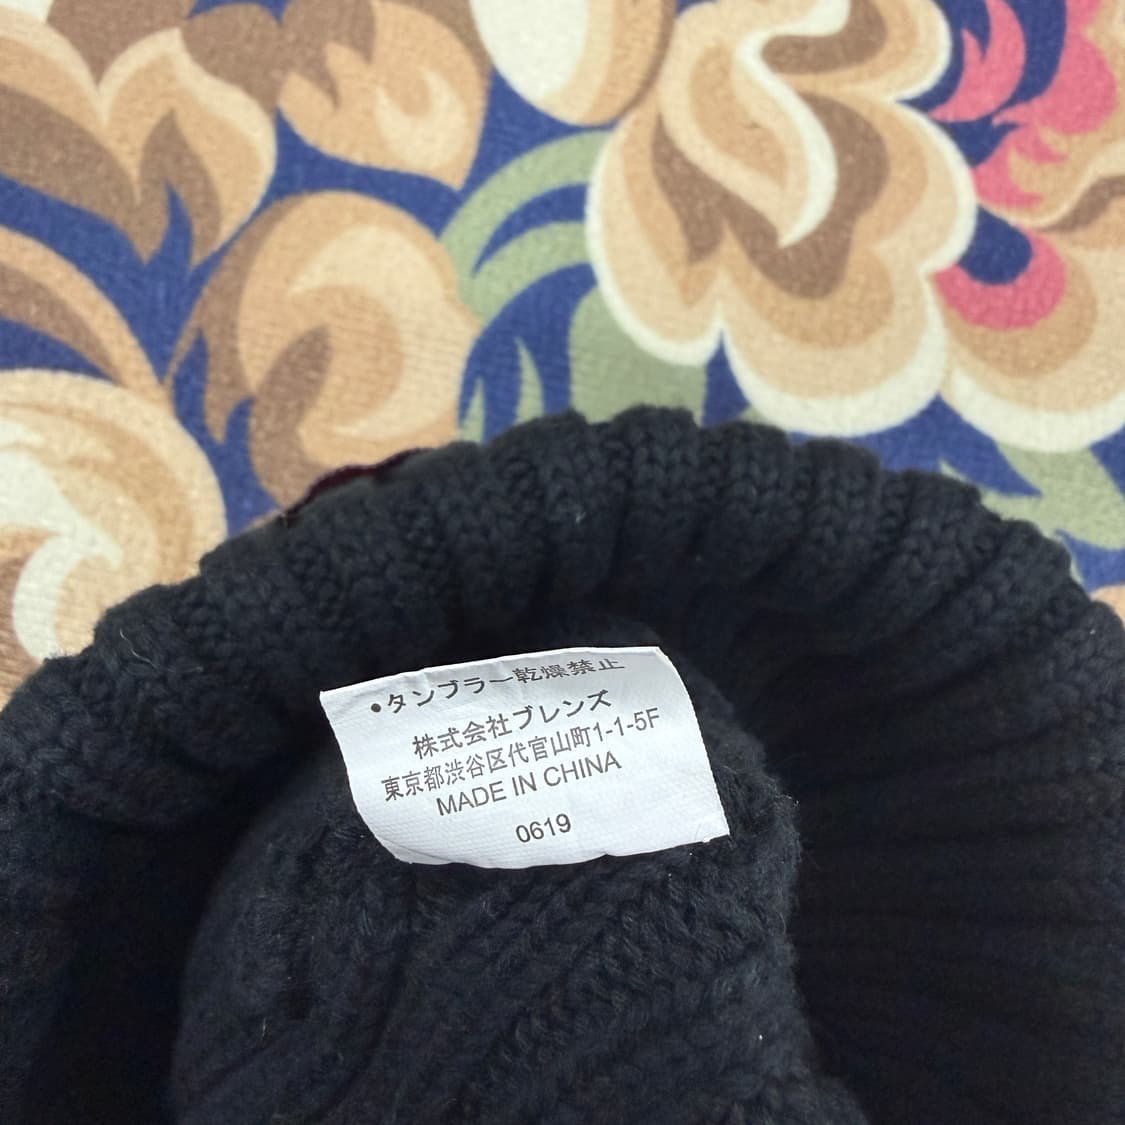 •タンブラー乾燥禁止
株式会社ブレンズ
東京都渋谷区代官山町1-1-5F
MADE IN CHINA
0619